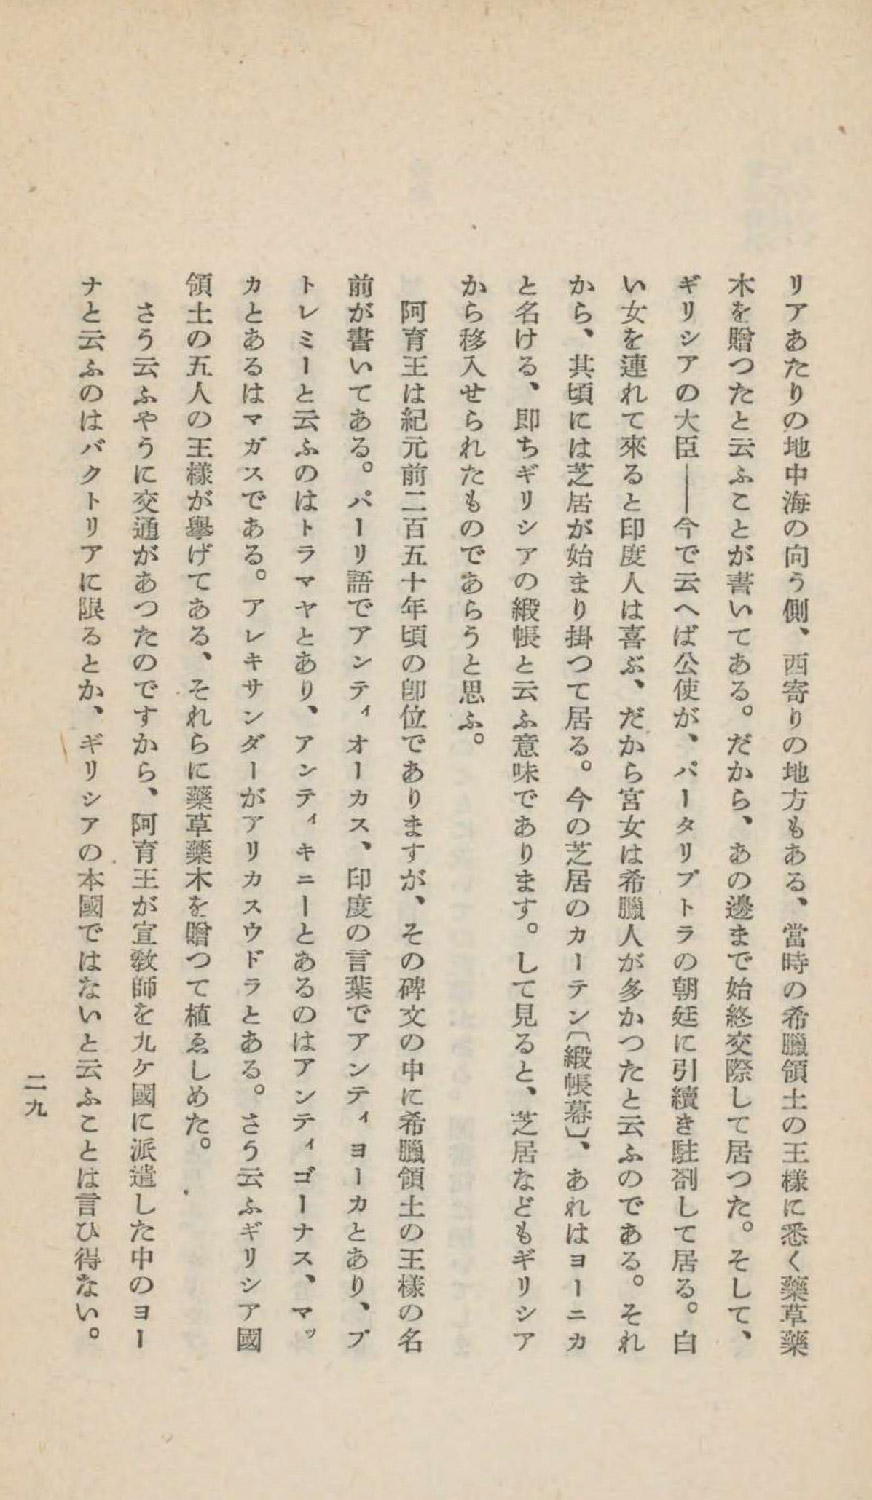 リアあたりの地中海の向う側、西寄りの地方もある、當時の希臘領土の王樣に悉く藥草藥
木を贈つたと云ふことが書いてある。だから、あの邊まで始終交際して居つた。そして、
ギリシアの大臣――今で云へば公使が、パータリプトラの朝廷に引續き駐剳して居る。白
い女を連れて來ると印度人は喜ぶ、だから宮女は希臘人が多かつたと云ふのである。それ
から、其頃には芝居が始まり掛つて居る。今の芝居のカーテン〔緞帳幕〕、あれはヨーニカ
と名ける、卽ちギリシアの緞帳と云ふ意味であります。して見ると、芝居などもギリシア
から移入せられたものであらうと思ふ。
阿育王は紀元前二百五十年頃の卽位でありますが、その碑文の中に希臘領土の王樣の名
前が書いてある。パーリ語でアンティオーカス、印度の言葉でアンティヨーカとあり、プ
トレミーと云ふのはトラマヤとあり、アンティキニーとあるのはアンティゴーナス、マッ
カとあるはマガスである。アレキサンダーがアリカスウドラとある。さう云ふギリシア國
領土の五人の王樣が擧げてある、それらに藥草藥木を贈つて植ゑしめた。
さう云ふやうに交通があつたのですから、阿育王が宣敎師を九ケ國に派遣した中のヨー
ナと云ふのはバクトリアに限るとか、ギリシアの本國ではないと云ふことは言ひ得ない。
二九